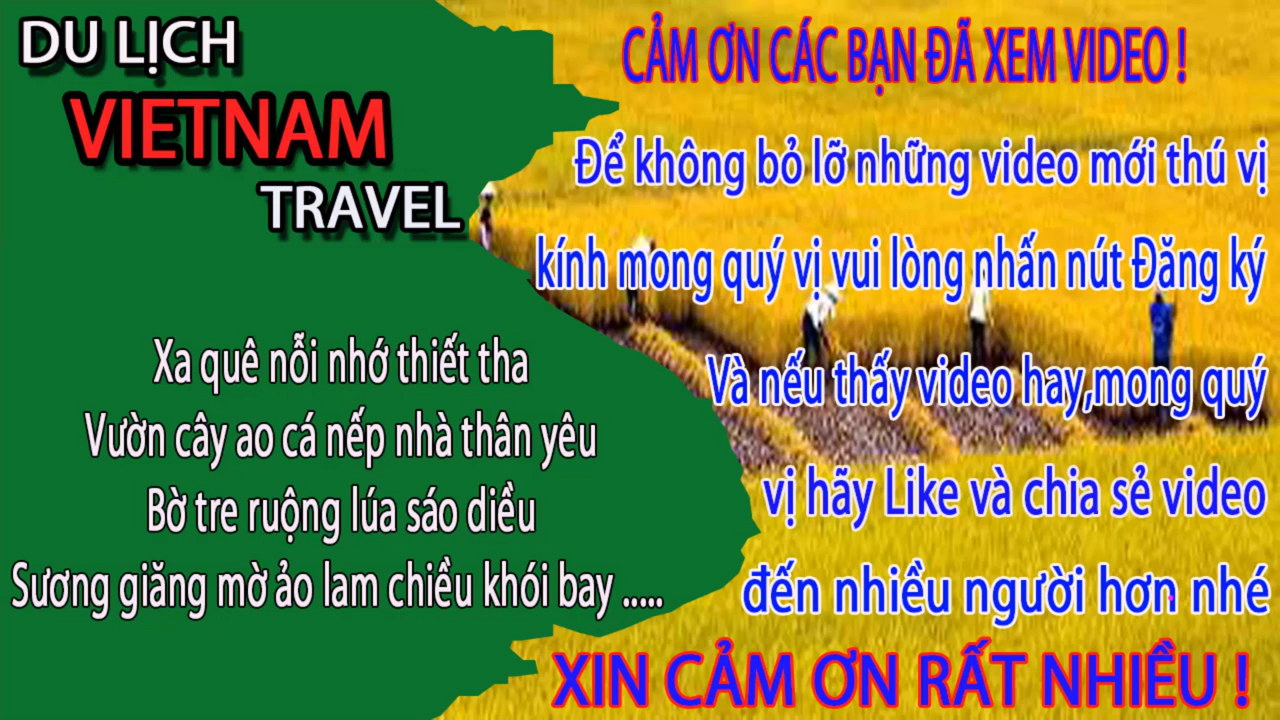 DU LỊCH
VIETNAM
TRAVEL
Xa quê nỗi nhớ thiết tha
Vườn cây ao cá nếp nhà thân yêu
Bờ tre ruộng lúa sáo diều
Sương giăng mờ ảo lam chiều khói bay .....
CẢM ƠN CÁC BẠN ĐÃ XEM VIDEO !
Để không bỏ lỡ những video mới thú vị
kính mong quý vị vui lòng nhấn nút Đăng ký
Và nếu thấy video hay,mong quý
vị hãy Like và chia sẻ video
đến nhiều người hơn nhé
XIN CẢM ƠN RẤT NHIỀU !